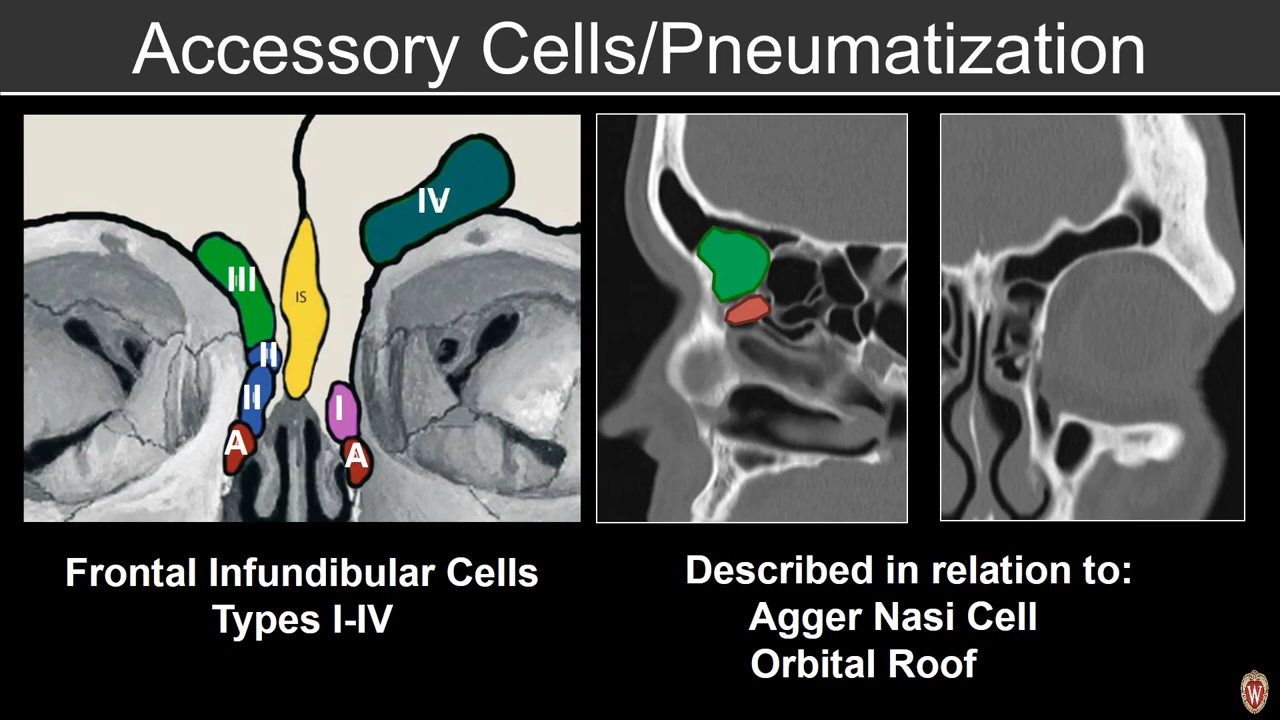 Accessory Cells/Pneumatization
IV
III
IS
II
II
I
A
A
Frontal Infundibular Cells
Types I-IV
Described in relation to:
Agger Nasi Cell
Orbital Roof
W